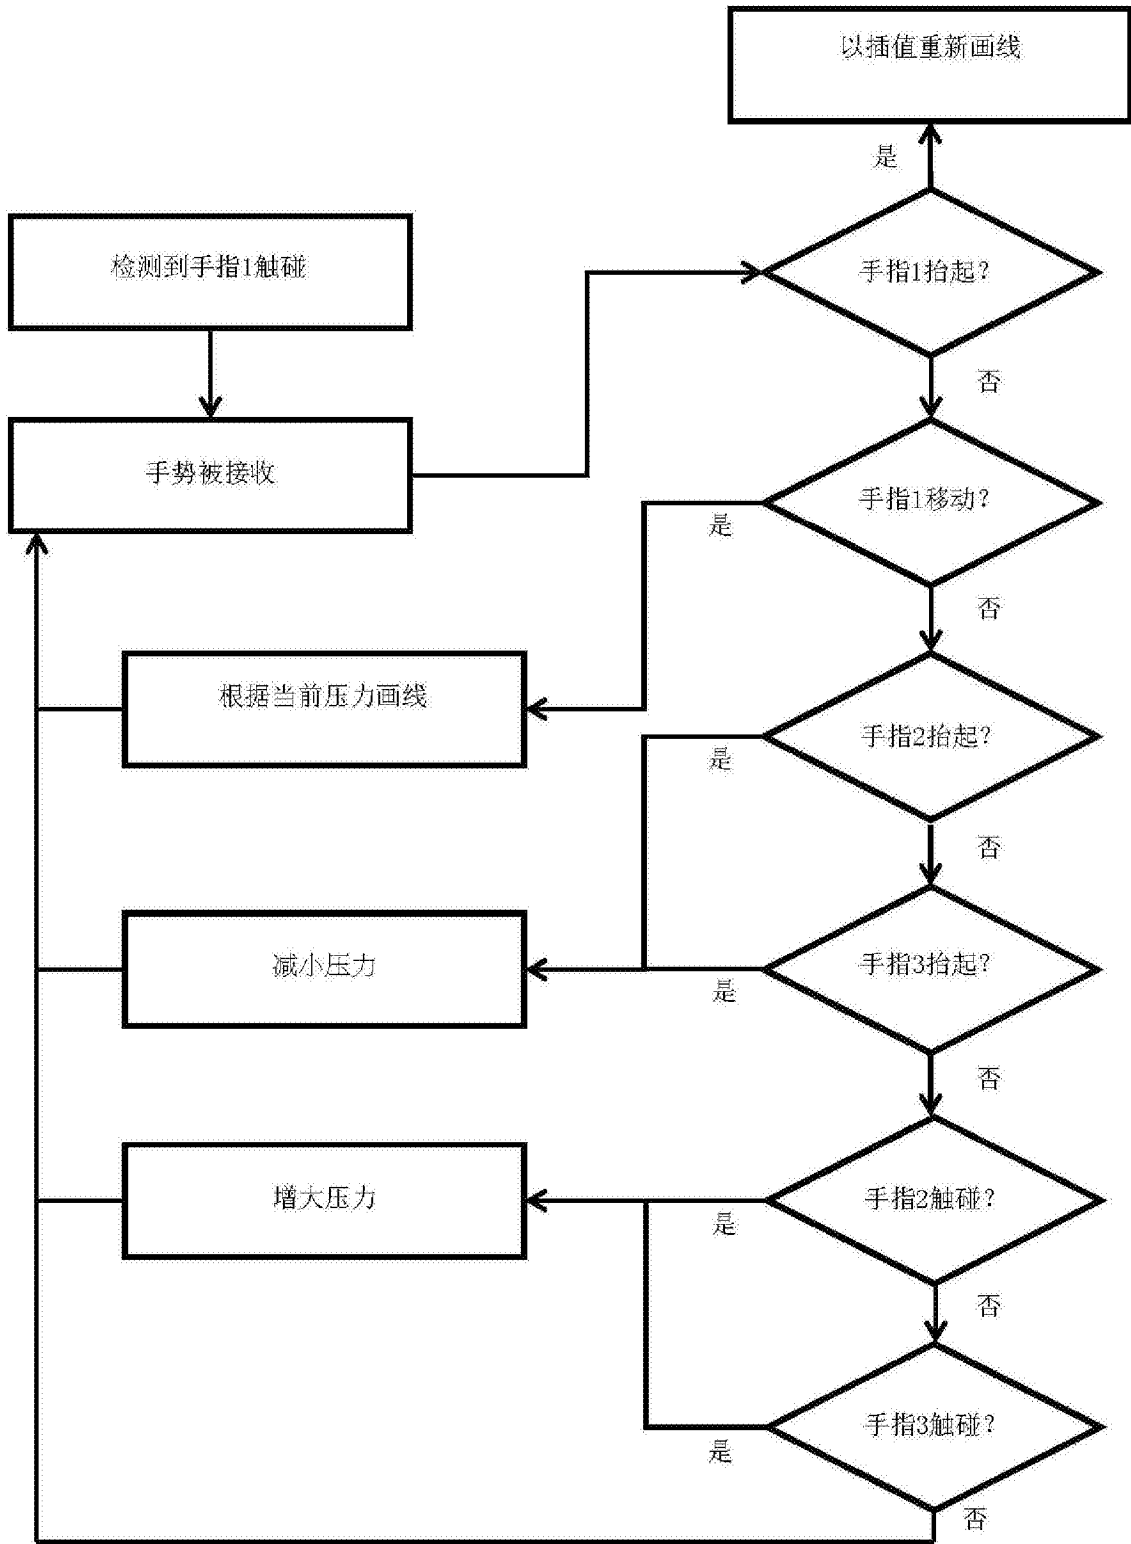 以插值重新画线
是
检测到手指1触碰
手指1抬起？
否
手势被接收
手指1移动？
是
否
根据当前压力画线
手指2抬起？
是
否
减小压力
手指3抬起？
是
否
增大压力
手指2触碰？
是
否
手指3触碰？
是
否